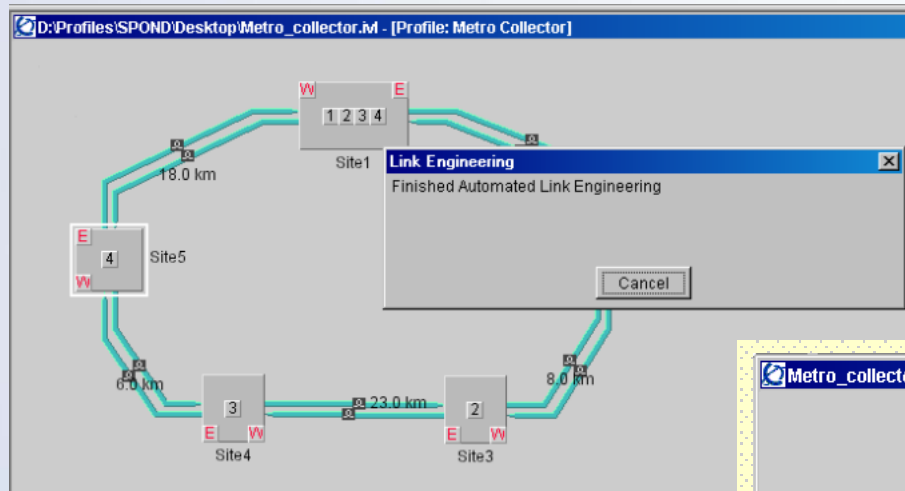 D:\Profiles\SPOND\Desktop\Metro_collector.ivl - [Profile: Metro Collector]
W E
1 2 3 4
Site1
18.0 km
Link Engineering
Finished Automated Link Engineering
Cancel
E
4
W
Site5
6.0 km
3
E W
Site4
23.0 km
2
E W
Site3
8.0 km